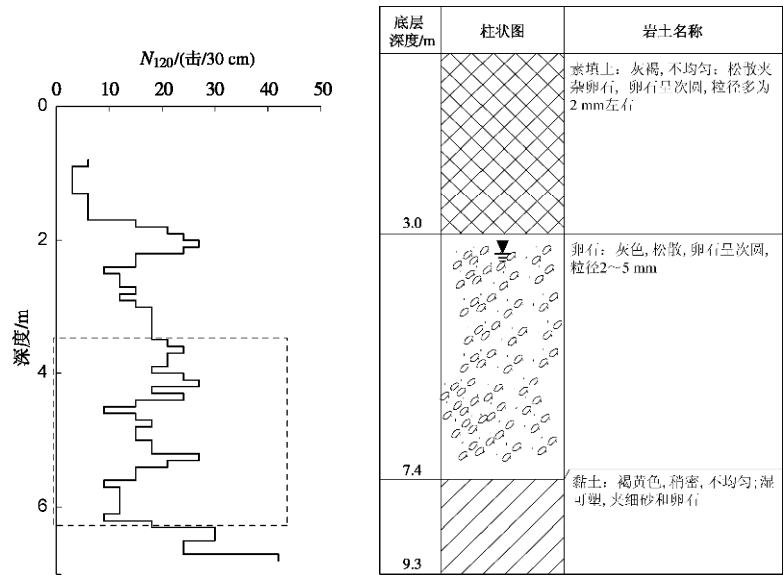 N120/(击/30 cm)
0 10 20 30 40 50
0
2
4
6
深度/m
底层
深度/m
柱状图
岩土名称
素填土：灰褐，不均匀：松散夹
杂卵石， 卵石呈次圆，粒径多为
2 mm左右
3.0
卵石：灰色，松散，卵石呈次圆，
粒径2～5 mm
7.4
黏土：褐黄色，稍密，不均匀；湿
可塑，夹细砂和卵石
9.3